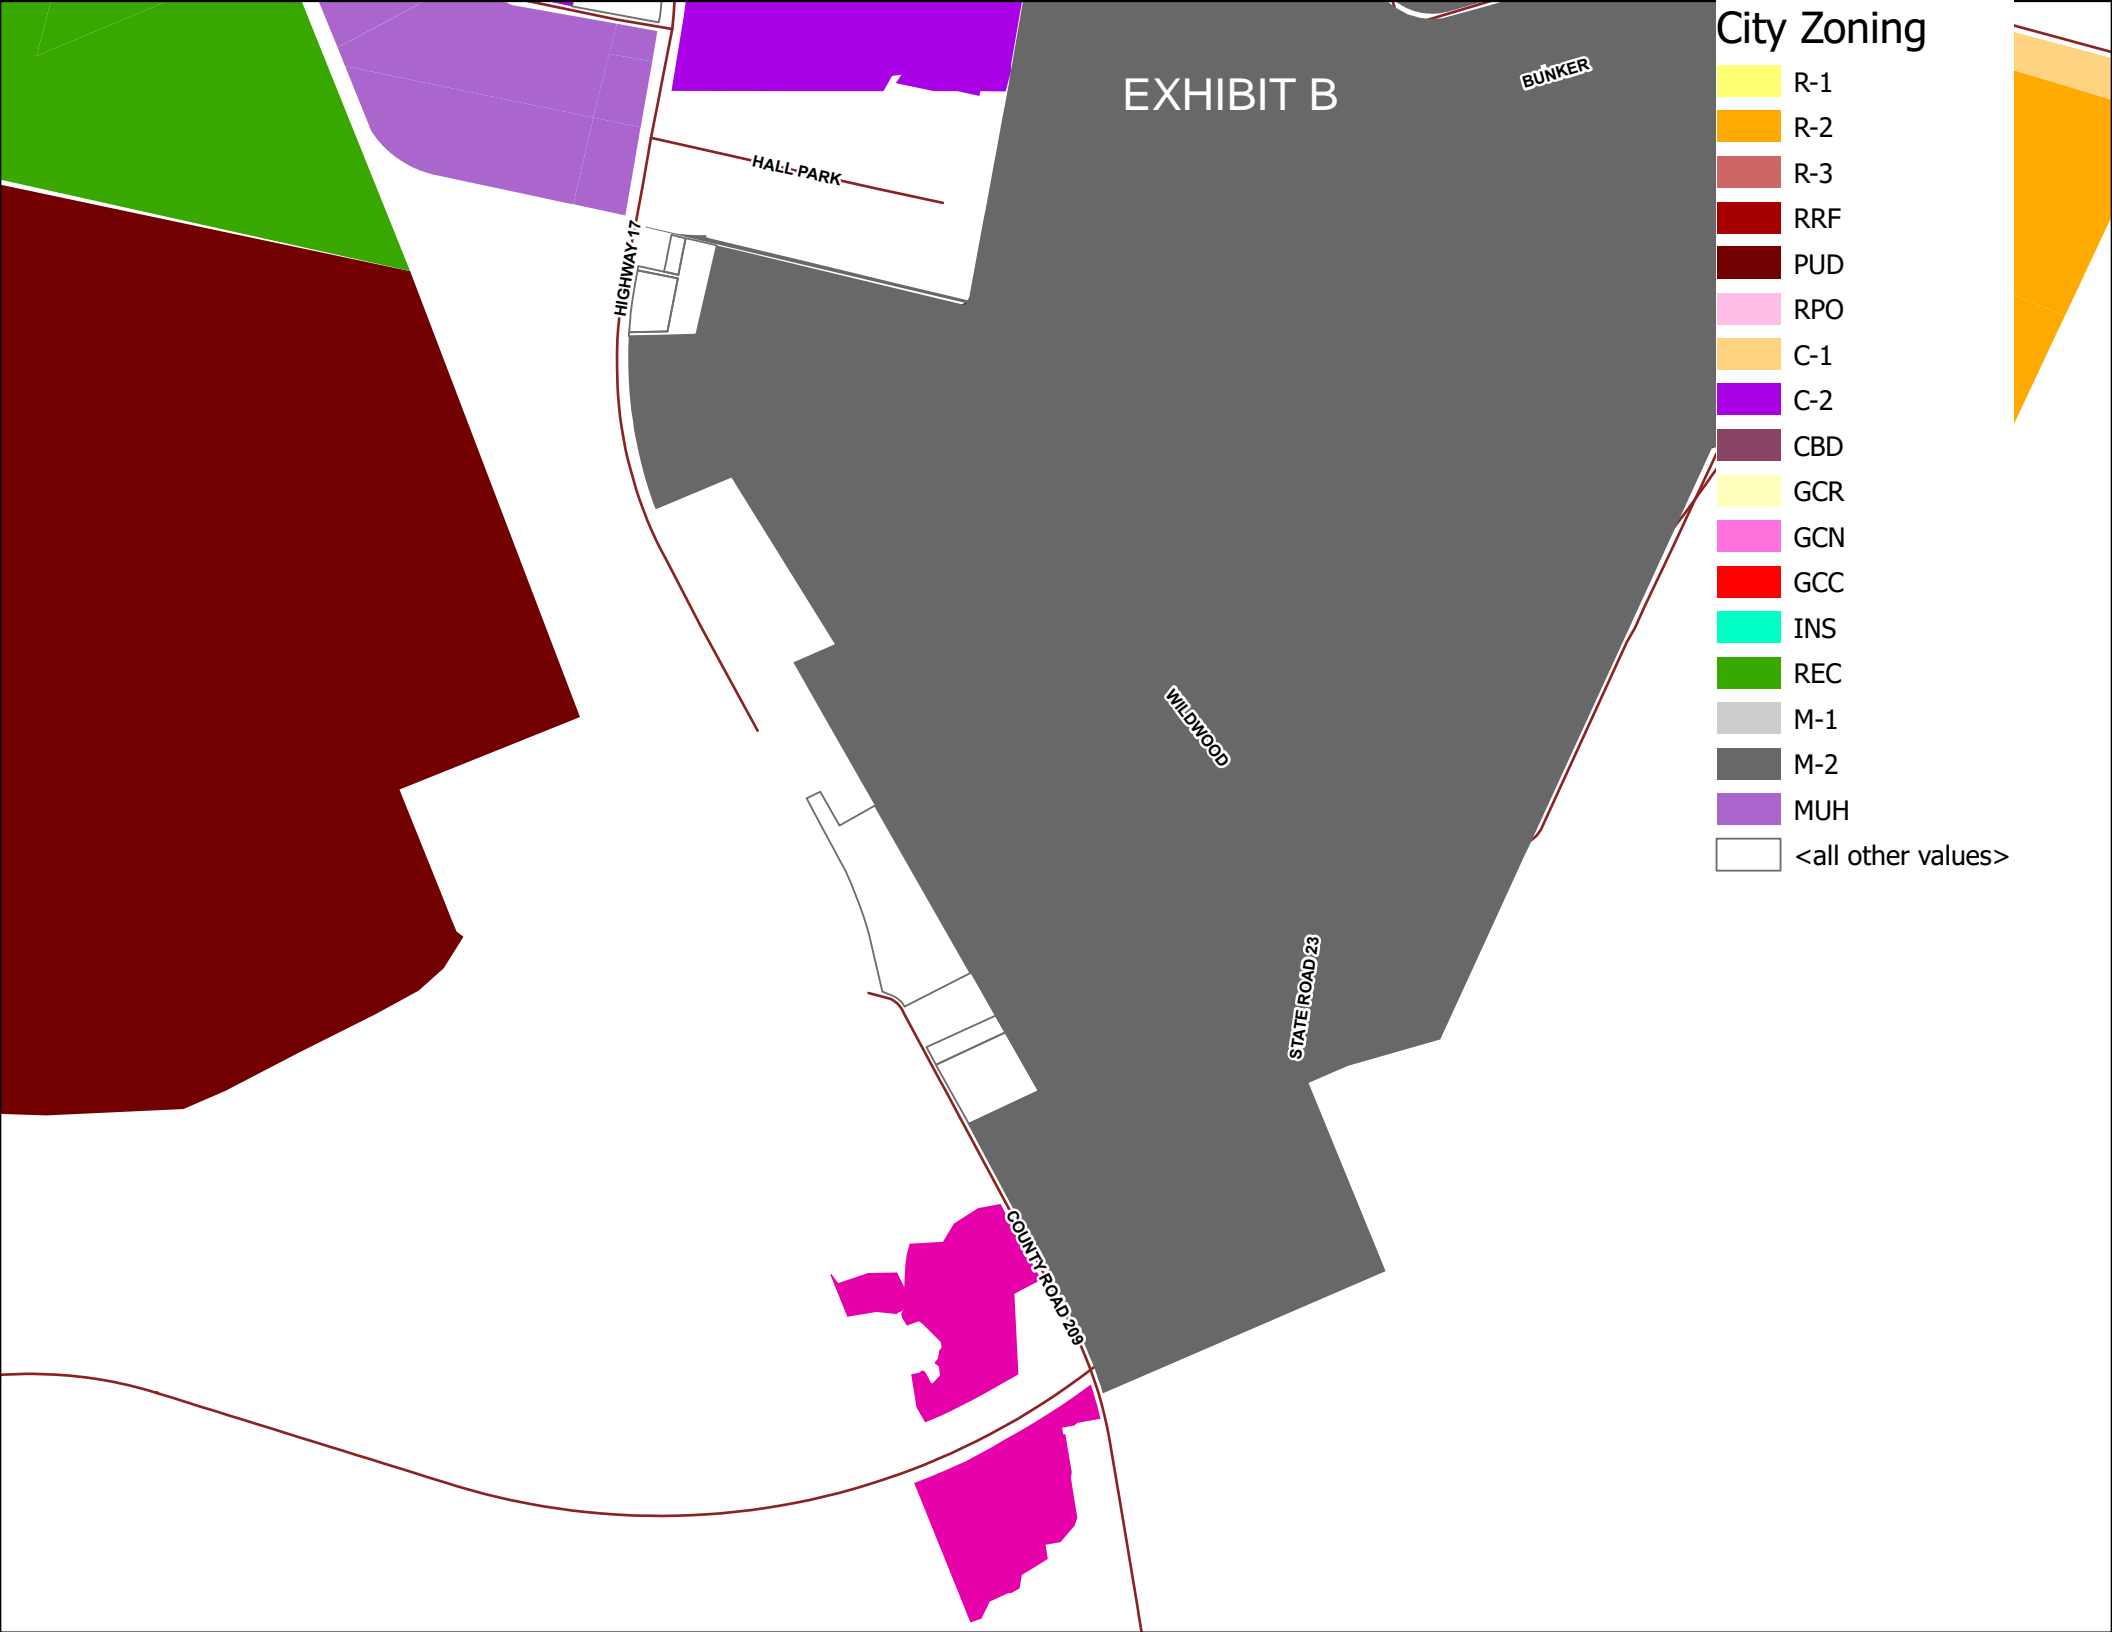 City Zoning
R-1
R-2
R-3
RRF
PUD
RPO
C-1
C-2
CBD
GCR
GCN
GCC
INS
REC
M-1
M-2
MUH
<all other values>
EXHIBIT B
BUNKER
HALL PARK
HIGHWAY 17
WILDWOOD
STATE ROAD 23
COUNTY ROAD 209